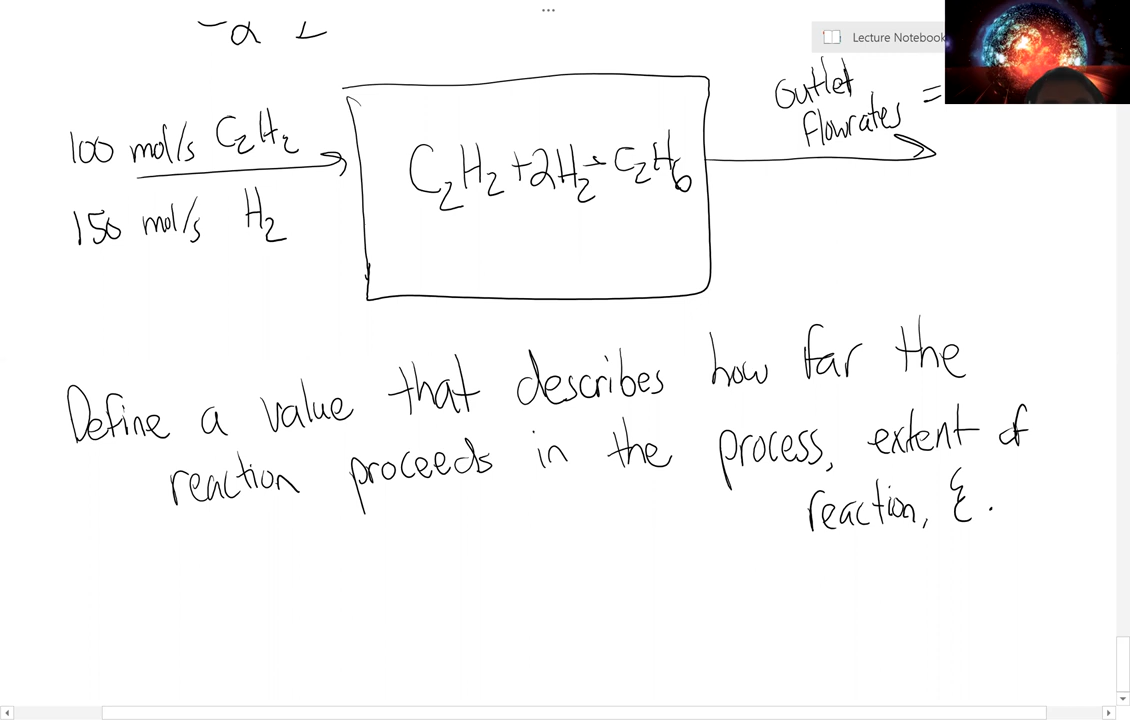 -α
Lecture Notebook
Outlet
flowrates =
100 mol/s C₂H₂
150 mol/s H₂
C₂H₂ + 2H₂ → C₂H₆
Define a value that describes how far the
reaction proceeds in the process, extent of
reaction, ξ.